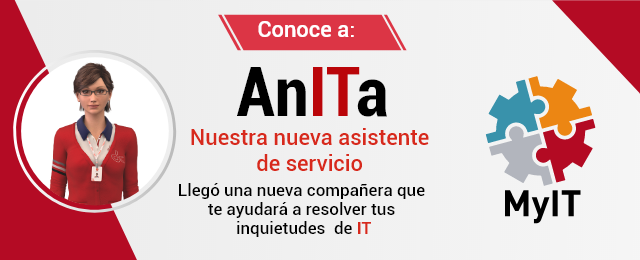 Conoce a:
AnITa
Nuestra nueva asistente
de servicio
Llegó una nueva compañera que
te ayudará a resolver tus
inquietudes de IT
MyIT